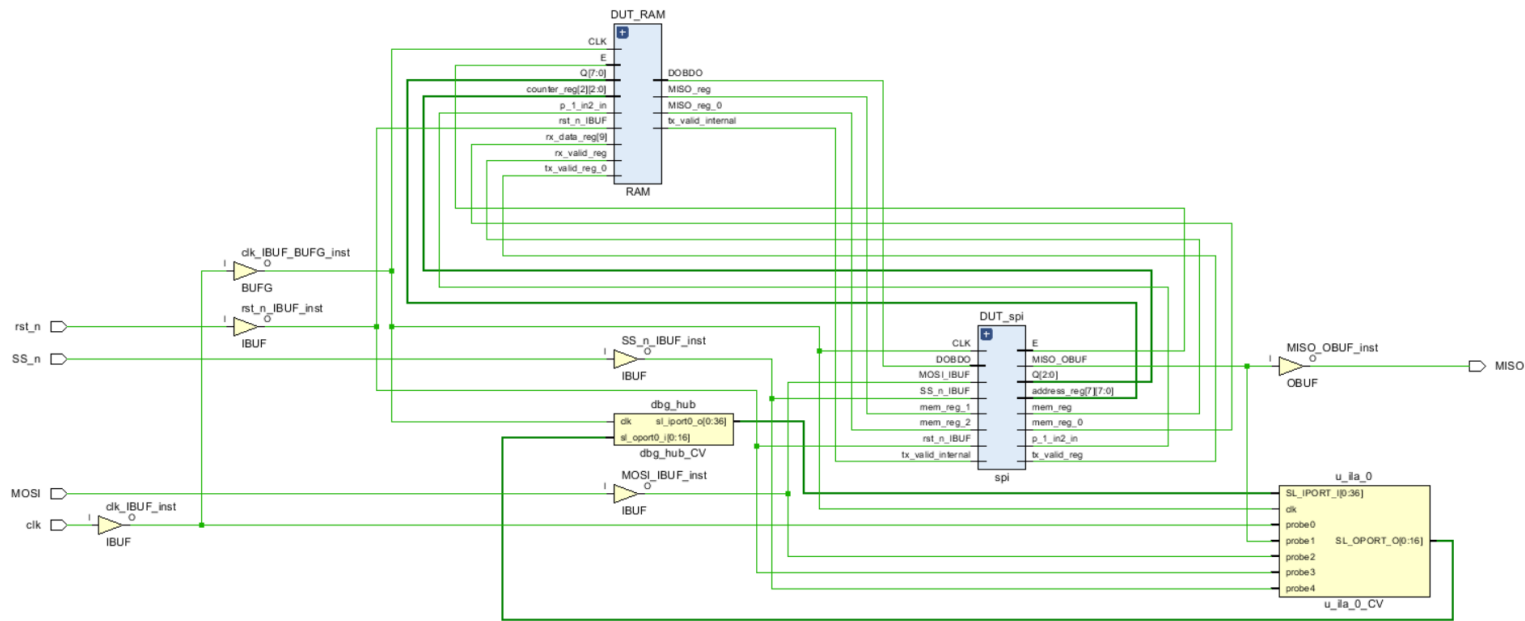 DUT_RAM
CLK
E
Q[7:0]
counter_reg[2][2:0]
p_1_in2_in
rst_n_IBUF
rx_data_reg[9]
rx_valid_reg
tx_valid_reg_0
DOBDO
MISO_reg
MISO_reg_0
tx_valid_internal
RAM
clk_IBUF_BUFG_inst
I
O
BUFG
rst_n
rst_n_IBUF_inst
I
O
IBUF
SS_n
SS_n_IBUF_inst
I
O
IBUF
DUT_spi
CLK
DOBDO
MOSI_IBUF
SS_n_IBUF
mem_reg_1
mem_reg_2
rst_n_IBUF
tx_valid_internal
E
MISO_OBUF
Q[2:0]
address_reg[7][7:0]
mem_reg
mem_reg_0
p_1_in2_in
tx_valid_reg
spi
MISO_OBUF_inst
I
O
OBUF
MISO
dbg_hub
clk
sl_iport0_o[0:36]
sl_oport0_i[0:16]
dbg_hub_CV
MOSI
MOSI_IBUF_inst
I
O
IBUF
clk
clk_IBUF_inst
I
O
IBUF
u_ila_0
SL_IPORT_I[0:36]
clk
probe0
probe1
probe2
probe3
probe4
SL_OPORT_O[0:16]
u_ila_0_CV